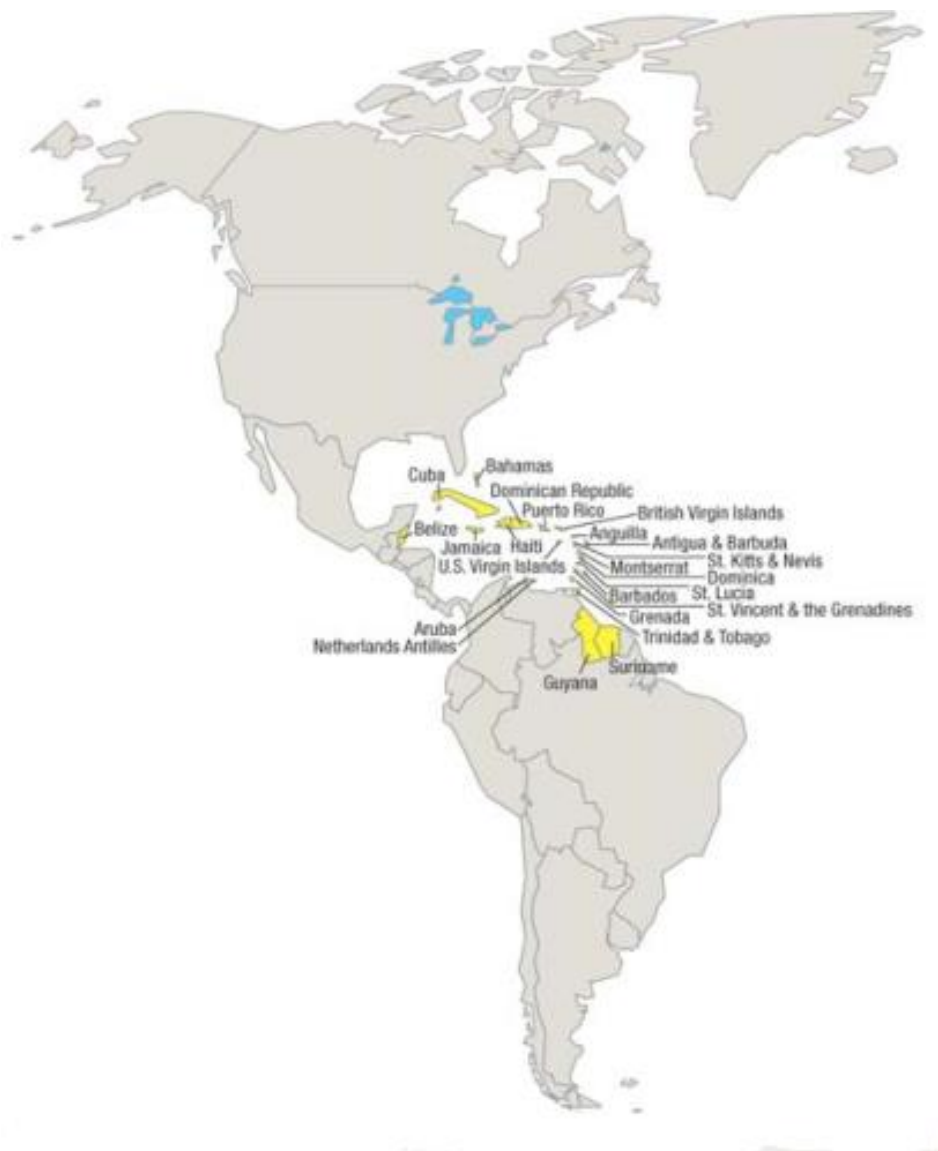 Bahamas
Cuba
Dominican Republic
Puerto Rico
British Virgin Islands
Belize
Jamaica
Haiti
Anguilla
Antigua & Barbuda
U.S. Virgin Islands
Montserrat
St. Kitts & Nevis
Dominica
Barbados
St. Lucia
St. Vincent & the Grenadines
Grenada
Aruba
Trinidad & Tobago
Netherlands Antilles
Suriname
Guyana